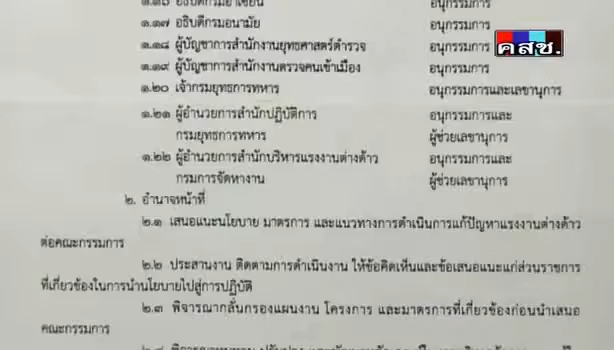 ๑.๑๖ อธิบดีกรมอาเซียน อนุกรรมการ
คสช.
๑.๑๗ อธิบดีกรมอนามัย อนุกรรมการ
๑.๑๘ ผู้บัญชาการสำนักงานยุทธศาสตร์ตำรวจ อนุกรรมการ
๑.๑๙ ผู้บัญชาการสำนักงานตรวจคนเข้าเมือง อนุกรรมการ
๑.๒๐ เจ้ากรมยุทธการทหาร อนุกรรมการและเลขานุการ
๑.๒๑ ผู้อำนวยการสำนักปฏิบัติการ อนุกรรมการและ
กรมยุทธการทหาร ผู้ช่วยเลขานุการ
๑.๒๒ ผู้อำนวยการสำนักบริหารแรงงานต่างด้าว อนุกรรมการและ
กรมการจัดหางาน ผู้ช่วยเลขานุการ
๒. อำนาจหน้าที่
๒.๑ เสนอแนะนโยบาย มาตรการ และแนวทางการดำเนินการแก้ปัญหาแรงงานต่างด้าว
ต่อคณะกรรมการ
๒.๒ ประสานงาน ติดตามการดำเนินงาน ให้ข้อคิดเห็นและข้อเสนอแนะแก่ส่วนราชการ
ที่เกี่ยวข้องในการนำนโยบายไปสู่การปฏิบัติ
๒.๓ พิจารณากลั่นกรองแผนงาน โครงการ และมาตรการที่เกี่ยวข้องก่อนนำเสนอ
คณะกรรมการ